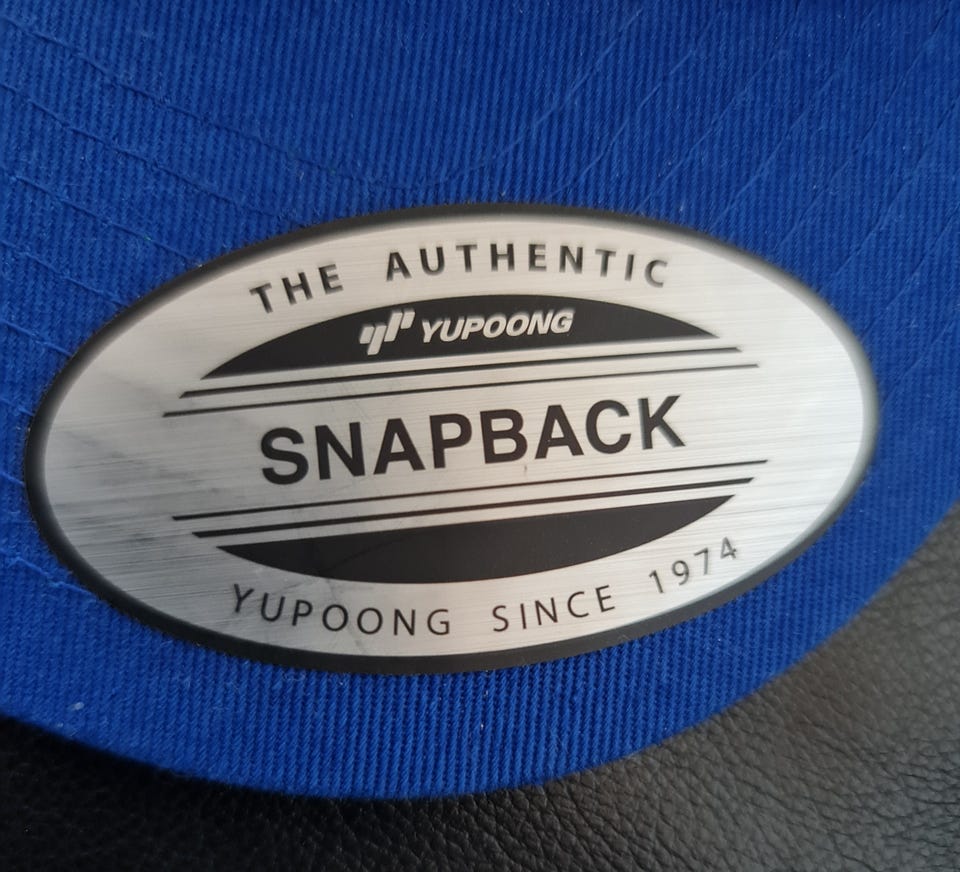 THE AUTHENTIC
YUPOONG
SNAPBACK
YUPOONG SINCE 1974